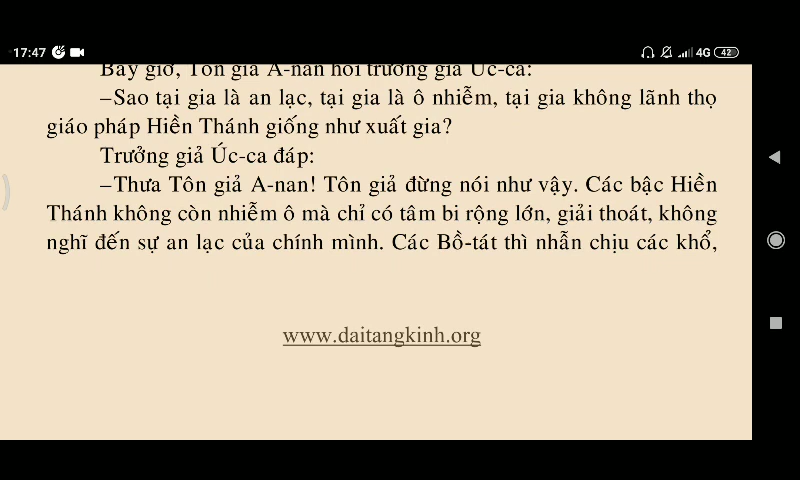 17:47
4G 42
Bấy giờ, Tôn giả A-nan hỏi trưởng giả Úc-ca:
–Sao tại gia là an lạc, tại gia là ô nhiễm, tại gia không lãnh thọ
giáo pháp Hiền Thánh giống như xuất gia?
Trưởng giả Úc-ca đáp:
–Thưa Tôn giả A-nan! Tôn giả đừng nói như vậy. Các bậc Hiền
Thánh không còn nhiễm ô mà chỉ có tâm bi rộng lớn, giải thoát, không
nghĩ đến sự an lạc của chính mình. Các Bồ-tát thì nhẫn chịu các khổ,
www.daitangkinh.org